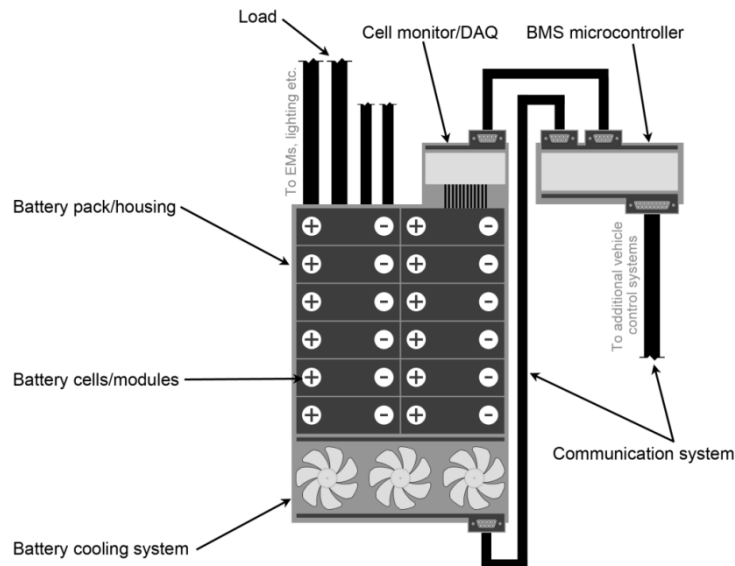 Load
Cell monitor/DAQ
BMS microcontroller
To EMs, lighting etc.
Battery pack/housing
To additional vehicle
control systems
Battery cells/modules
Communication system
Battery cooling system